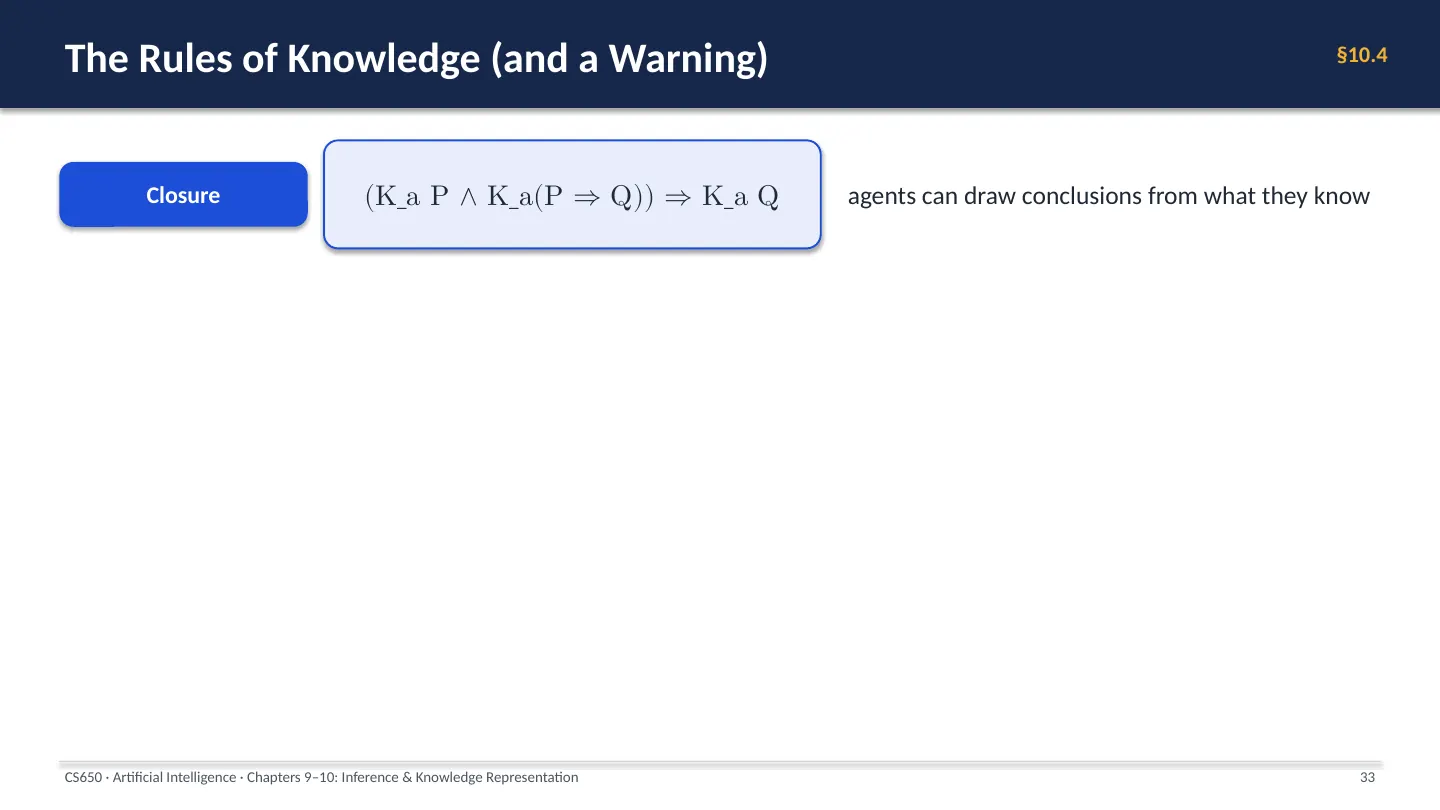 The Rules of Knowledge (and a Warning)
§10.4
Closure
(K_a P ∧ K_a(P ⇒ Q)) ⇒ K_a Q
agents can draw conclusions from what they know
CS650 · Artificial Intelligence · Chapters 9–10: Inference & Knowledge Representation
33